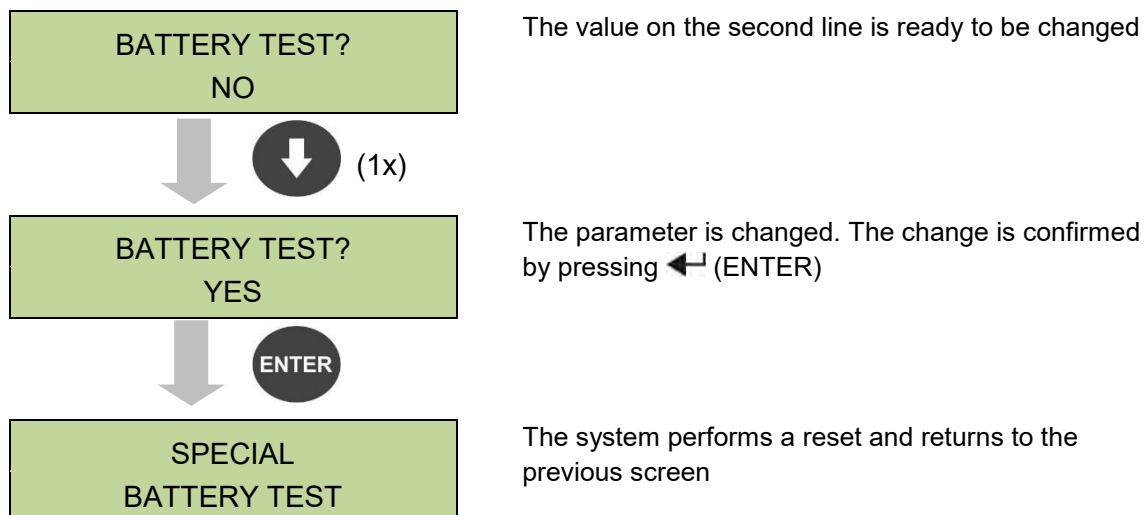 BATTERY TEST?
NO
The value on the second line is ready to be changed
(1x)
BATTERY TEST?
YES
The parameter is changed. The change is confirmed
by pressing (ENTER)
ENTER
SPECIAL
BATTERY TEST
The system performs a reset and returns to the
previous screen